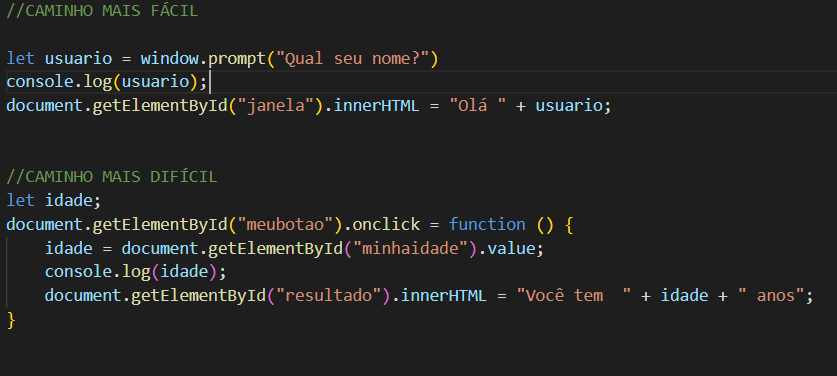 //CAMINHO MAIS FÁCIL
let usuario = window.prompt("Qual seu nome?")
console.log(usuario);
document.getElementById("janela").innerHTML = "Olá " + usuario;
//CAMINHO MAIS DIFÍCIL
let idade;
document.getElementById("meubotao").onclick = function () {
    idade = document.getElementById("minhaidade").value;
    console.log(idade);
    document.getElementById("resultado").innerHTML = "Você tem  " + idade + " anos";
}